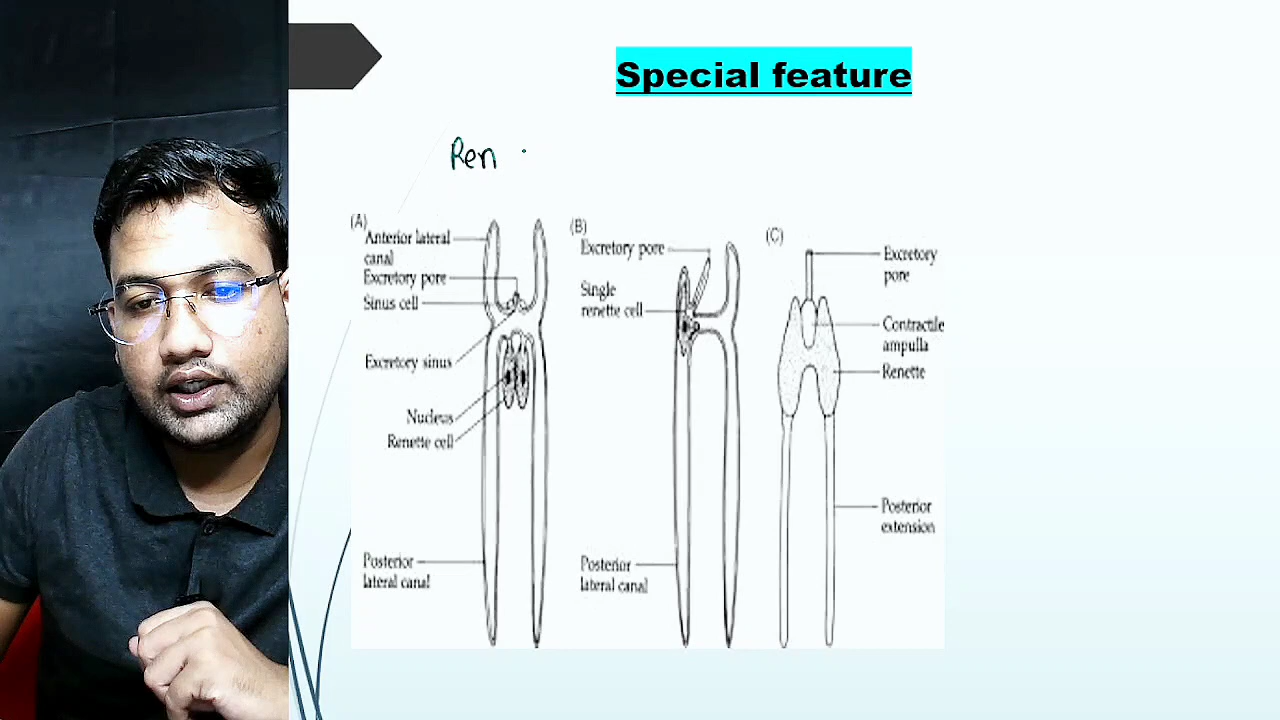 Special feature
Ren
(A)
Anterior lateral
canal
Excretory pore
Sinus cell
Excretory sinus
Nucleus
Renette cell
Posterior
lateral canal
(B)
Excretory pore
Single
renette cell
Posterior
lateral canal
(C)
Excretory
pore
Contractile
ampulla
Renette
Posterior
extension